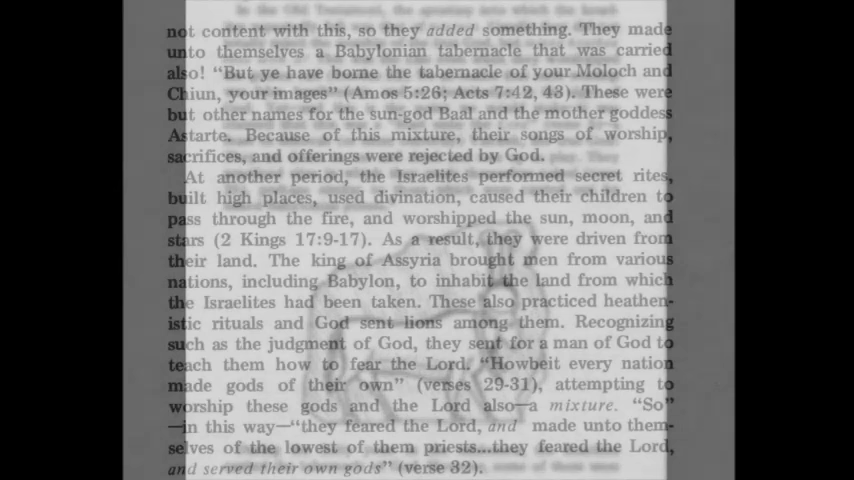 not content with this, so they added something. They made
unto themselves a Babylonian tabernacle that was carried
also! “But ye have borne the tabernacle of your Moloch and
Chiun, your images” (Amos 5:26; Acts 7:42, 43). These were
but other names for the sun-god Baal and the mother goddess
Astarte. Because of this mixture, their songs of worship,
sacrifices, and offerings were rejected by God.
At another period, the Israelites performed secret rites,
built high places, used divination, caused their children to
pass through the fire, and worshipped the sun, moon, and
stars (2 Kings 17:9-17). As a result, they were driven from
their land. The king of Assyria brought men from various
nations, including Babylon, to inhabit the land from which
the Israelites had been taken. These also practiced heathen-
istic rituals and God sent lions among them. Recognizing
such as the judgment of God, they sent for a man of God to
teach them how to fear the Lord. “Howbeit every nation
made gods of their own” (verses 29-31), attempting to
worship these gods and the Lord also—a mixture. “So”
—in this way—“they feared the Lord, and made unto them-
selves of the lowest of them priests...they feared the Lord,
and served their own gods” (verse 32).